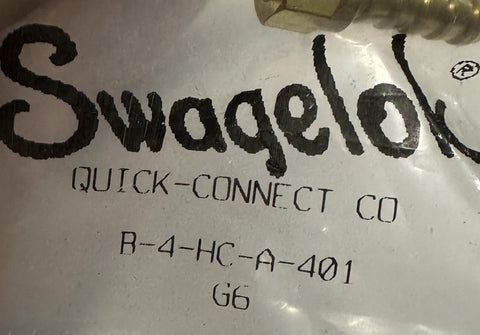 Swagelok®
QUICK-CONNECT CO
B-4-HC-A-401
G6